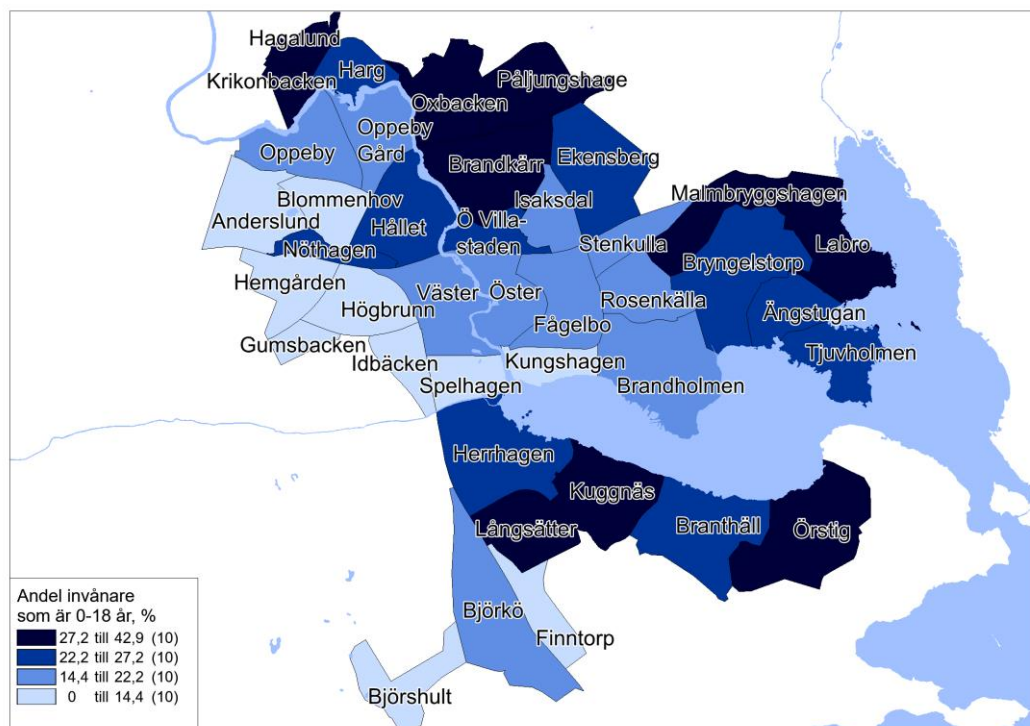 Hagalund
Krikonbacken
Harg
Oxbacken
Påljungshage
Oppeby
Gård
Oppeby
Brandkärr
Ekensberg
Blommenhov
Anderslund
Hållet
Isaksdal
Malmbryggshagen
Ö Villa-
staden
Stenkulla
Labro
Nöthagen
Bryngelstorp
Hemgården
Högbrunn
Väster
Öster
Rosenkälla
Ängstugan
Fågelbo
Gumsbacken
Idbäcken
Kungshagen
Tjuvholmen
Spelhagen
Brandholmen
Herrhagen
Kuggnäs
Långsätter
Branthäll
Örstig
Björkö
Finntorp
Björshult
Andel invånare
som är 0-18 år, %
27,2 till 42,9 (10)
22,2 till 27,2 (10)
14,4 till 22,2 (10)
0 till 14,4 (10)